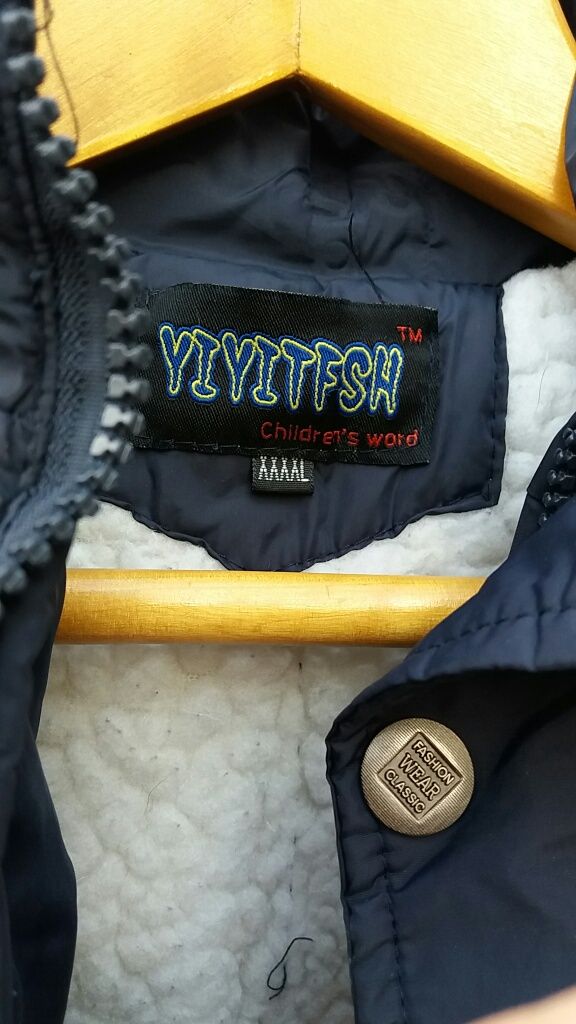 YIYITFSH
TM
Children's word
XXXXL
FASHION
WEAR
CLASSIC